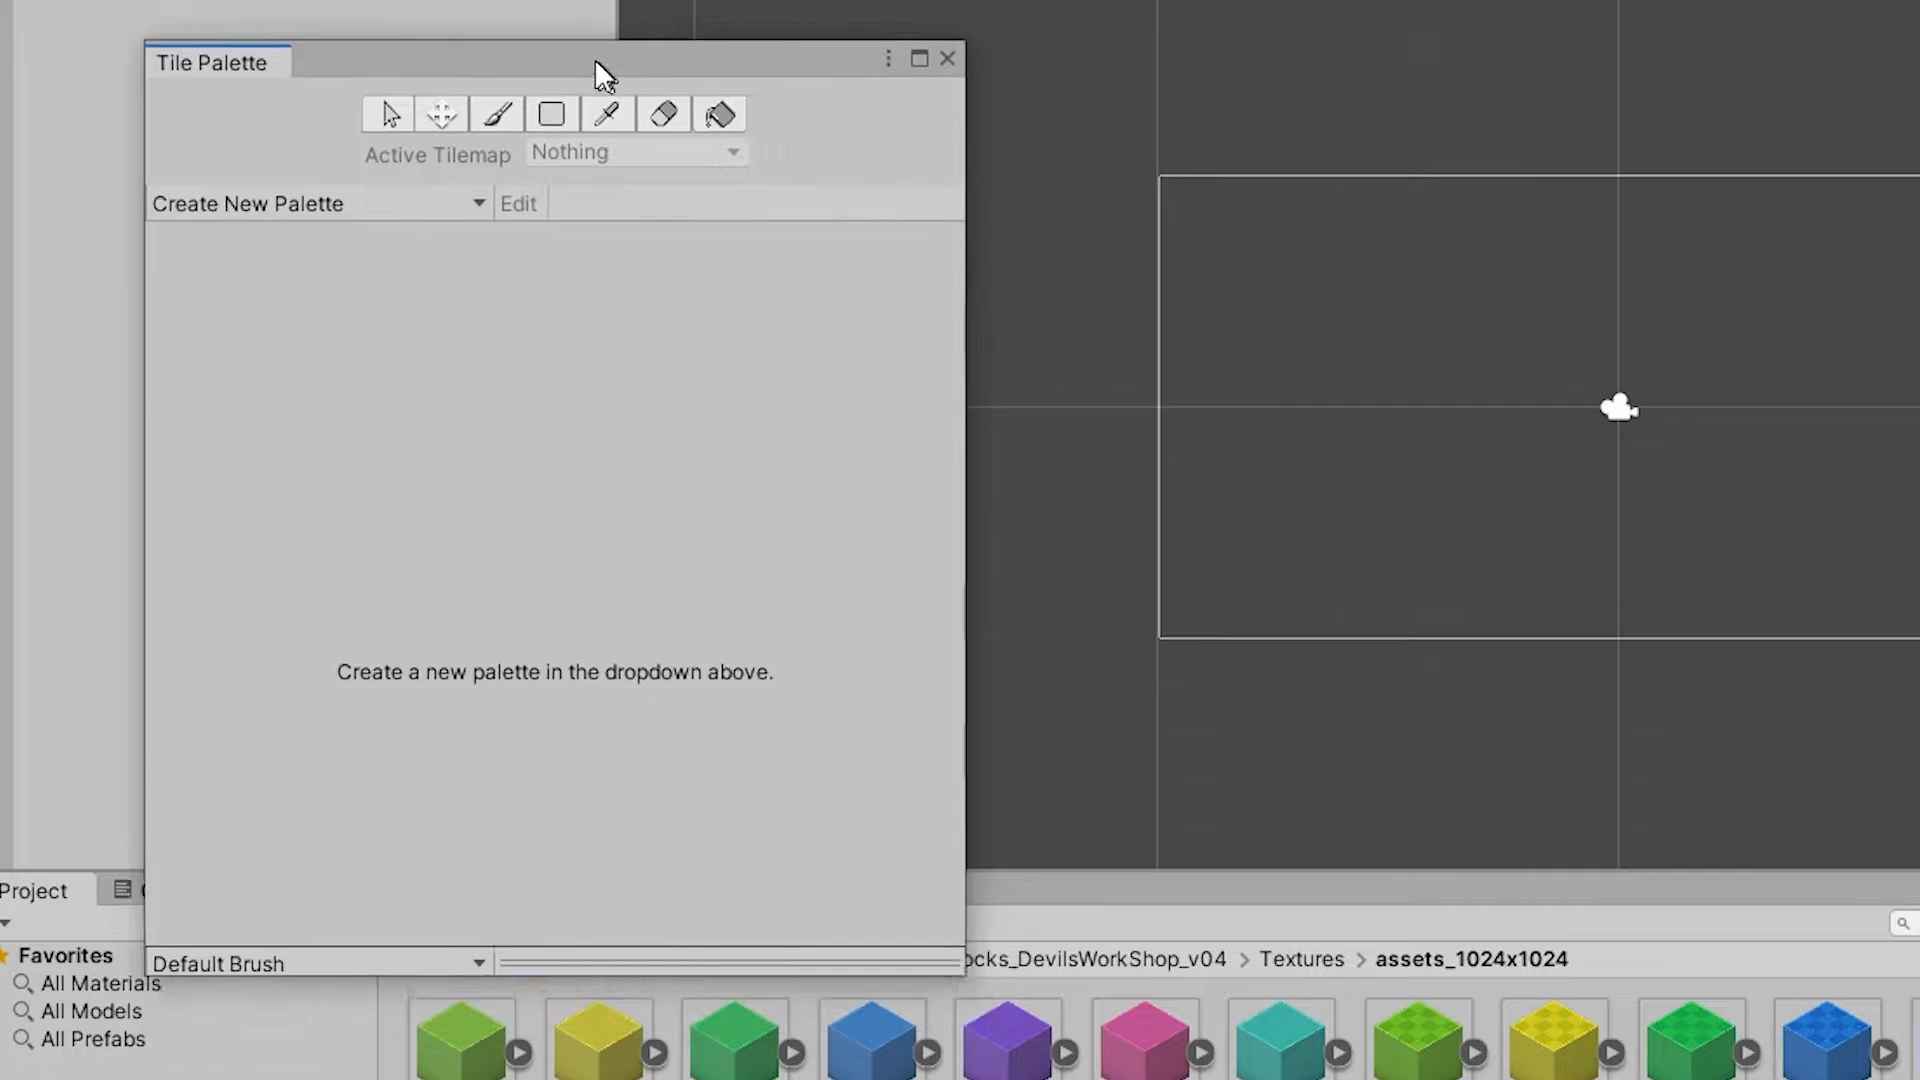 Tile Palette
Active Tilemap
Nothing
Create New Palette
Edit
Create a new palette in the dropdown above.
Default Brush
Project
Favorites
All Materials
All Models
All Prefabs
ocks_DevilsWorkShop_v04 > Textures > assets_1024x1024